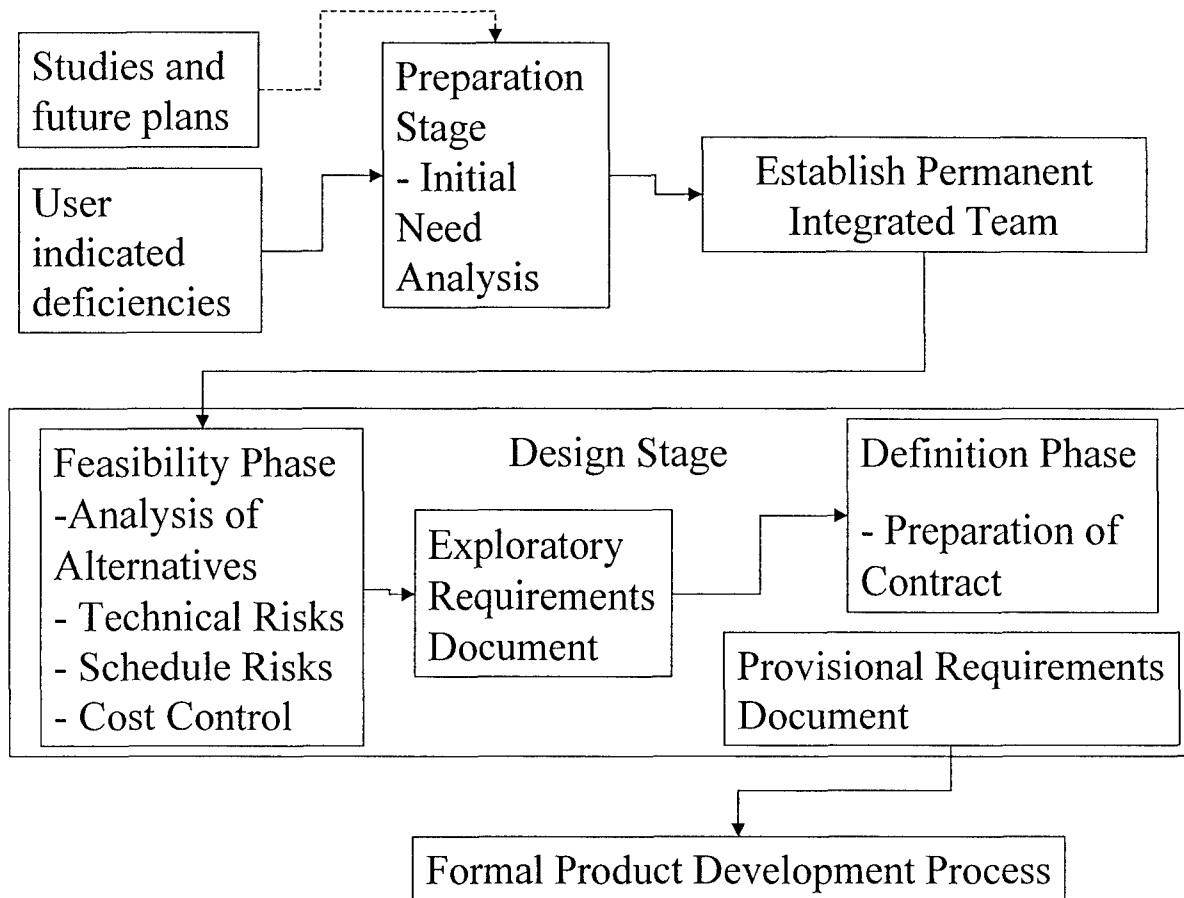 Studies and
future plans
User
indicated
deficiencies
Preparation
Stage
- Initial
Need
Analysis
Establish Permanent
Integrated Team
Design Stage
Feasibility Phase
-Analysis of
Alternatives
- Technical Risks
- Schedule Risks
- Cost Control
Exploratory
Requirements
Document
Definition Phase
- Preparation of
Contract
Provisional Requirements
Document
Formal Product Development Process